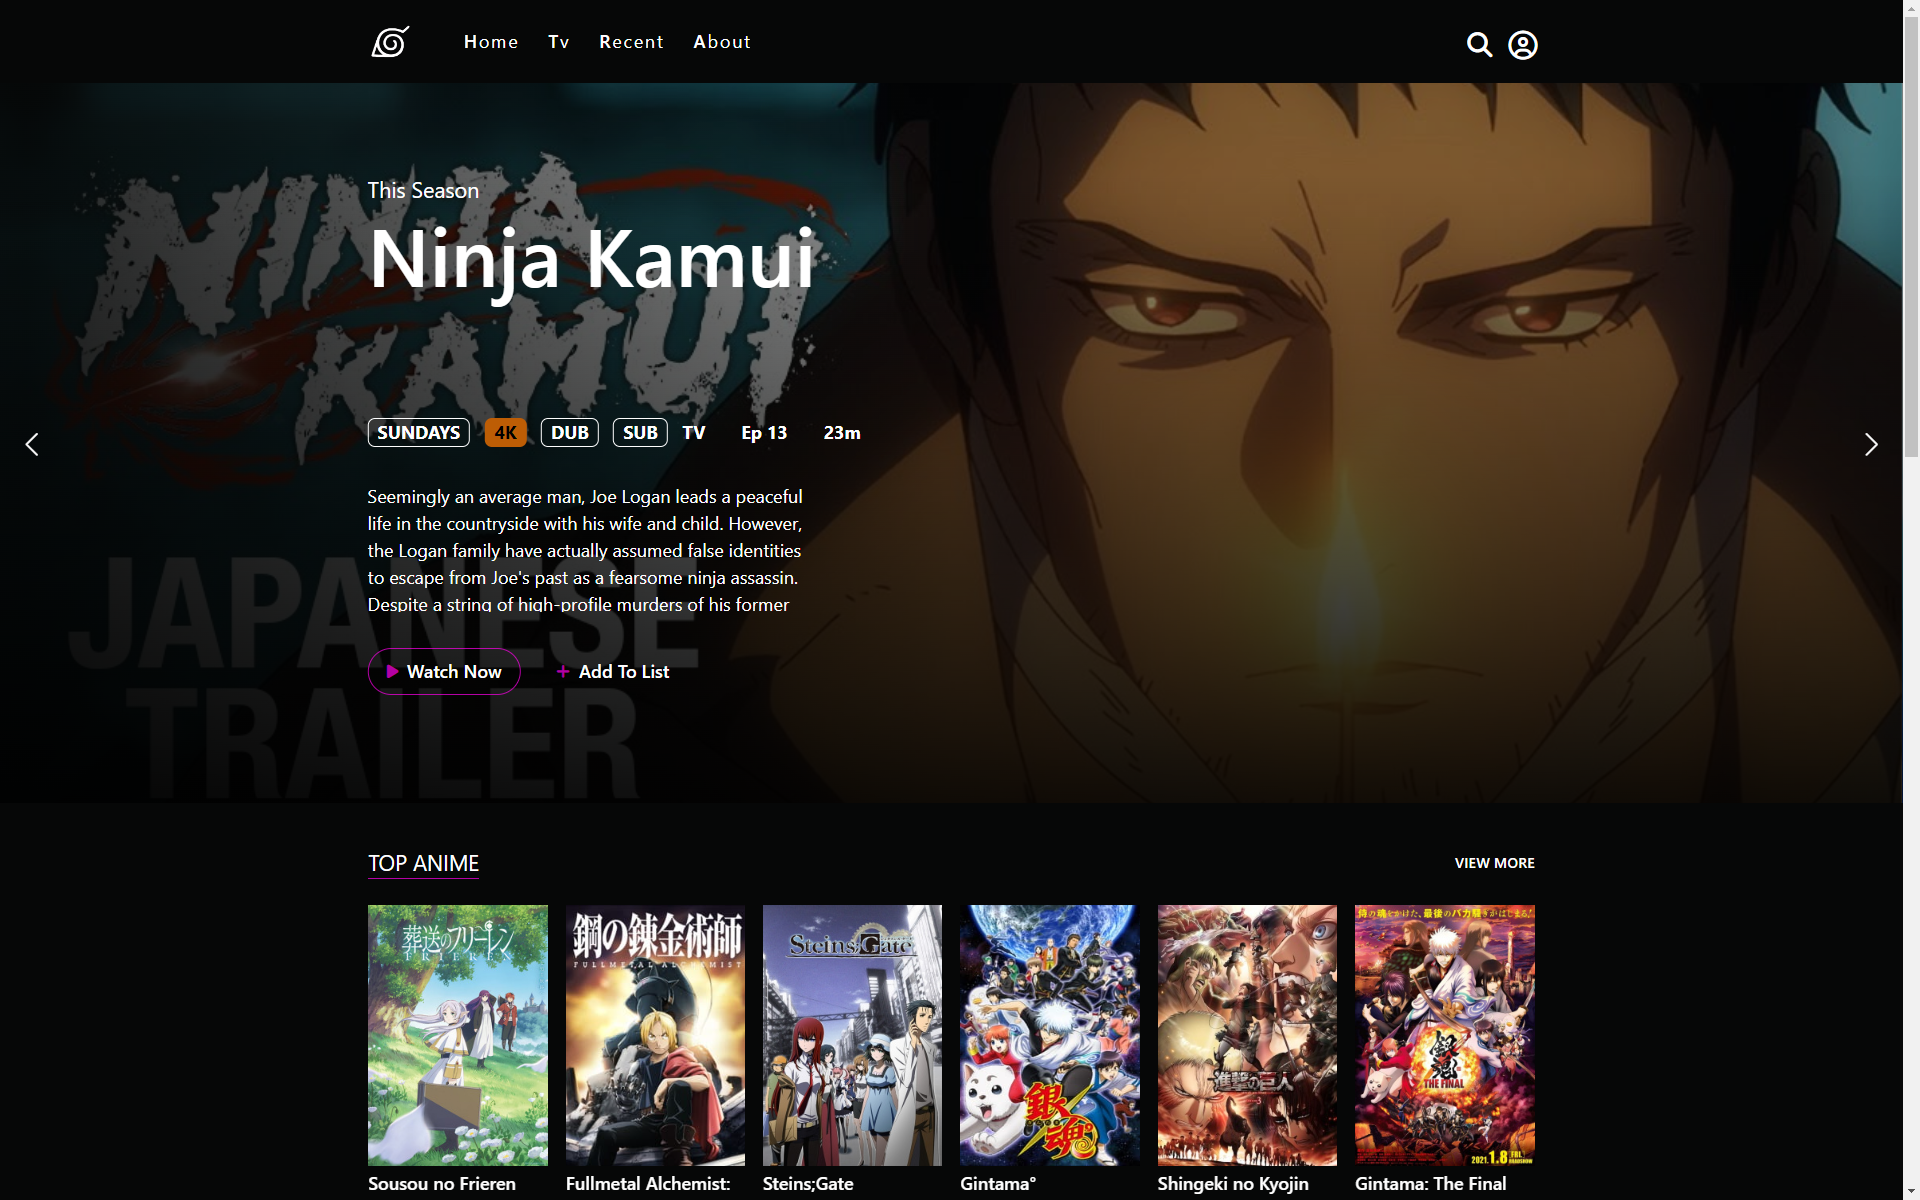 Home Tv Recent About
NINJA
KAMUI
This Season
Ninja Kamui
SUNDAYS 4K DUB SUB TV Ep 13 23m
Seemingly an average man, Joe Logan leads a peaceful
life in the countryside with his wife and child. However,
the Logan family have actually assumed false identities
to escape from Joe's past as a fearsome ninja assassin.
Despite a string of high-profile murders of his former
JAPANESE
TRAILER
Watch Now Add To List
TOP ANIME VIEW MORE
葬送のフリーレン
FRIEREN
鋼の錬金術師
FULLMETAL ALCHEMIST
Steins;Gate
銀魂
進撃の巨人
侍の魂をかけた、最後のバカ騒ぎがはじまる!
銀魂
THE FINAL
2021.1.8 FRI. ROADSHOW
Sousou no Frieren Fullmetal Alchemist: Steins;Gate Gintama° Shingeki no Kyojin Gintama: The Final